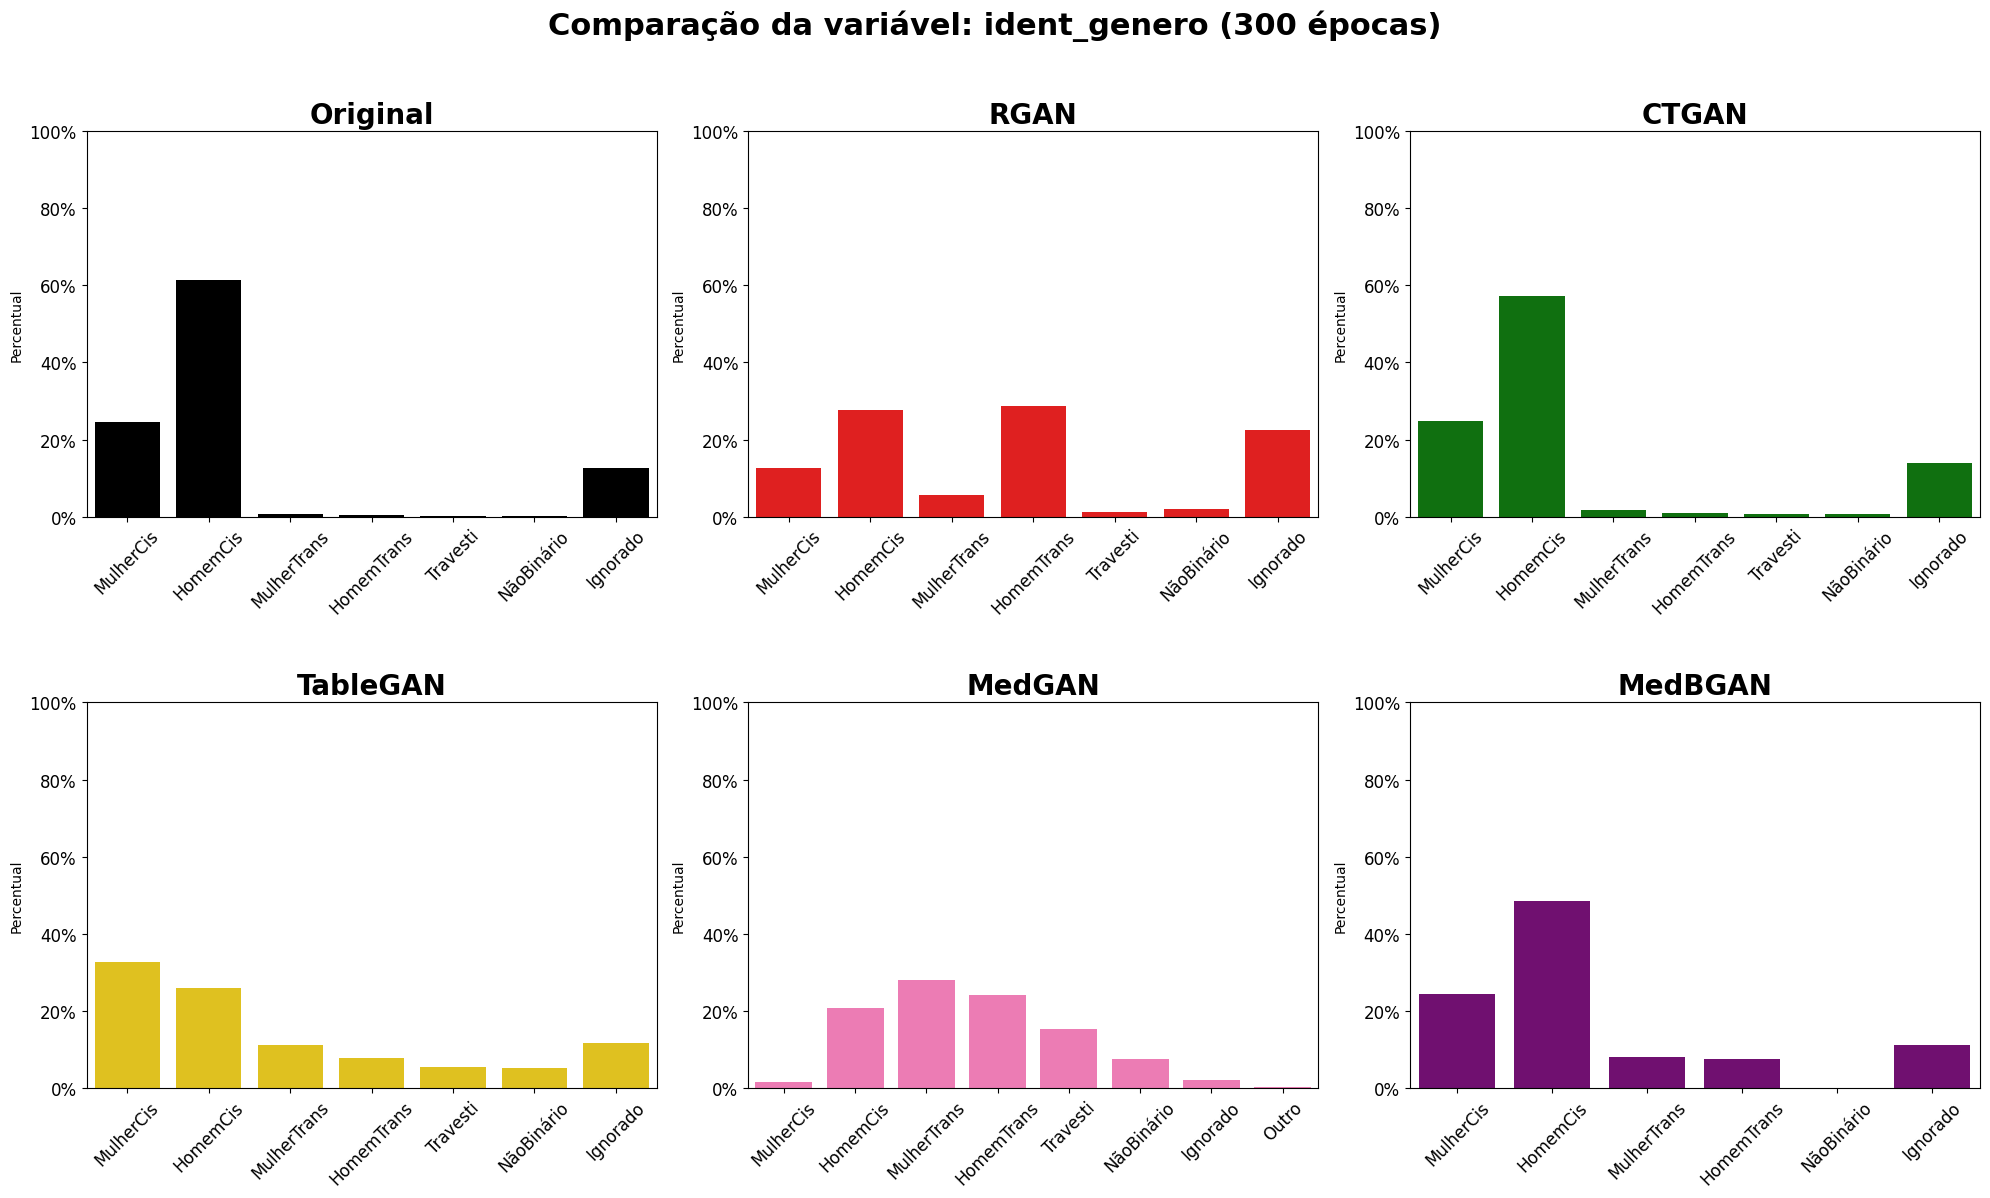 Comparação da variável: ident_genero (300 épocas)
Original
Percentual
100%
80%
60%
40%
20%
0%
MulherCis
HomemCis
MulherTrans
HomemTrans
Travesti
NãoBinário
Ignorado
RGAN
Percentual
100%
80%
60%
40%
20%
0%
MulherCis
HomemCis
MulherTrans
HomemTrans
Travesti
NãoBinário
Ignorado
CTGAN
Percentual
100%
80%
60%
40%
20%
0%
MulherCis
HomemCis
MulherTrans
HomemTrans
Travesti
NãoBinário
Ignorado
TableGAN
Percentual
100%
80%
60%
40%
20%
0%
MulherCis
HomemCis
MulherTrans
HomemTrans
Travesti
NãoBinário
Ignorado
MedGAN
Percentual
100%
80%
60%
40%
20%
0%
MulherCis
HomemCis
MulherTrans
HomemTrans
Travesti
NãoBinário
Ignorado
Outro
MedBGAN
Percentual
100%
80%
60%
40%
20%
0%
MulherCis
HomemCis
MulherTrans
HomemTrans
NãoBinário
Ignorado